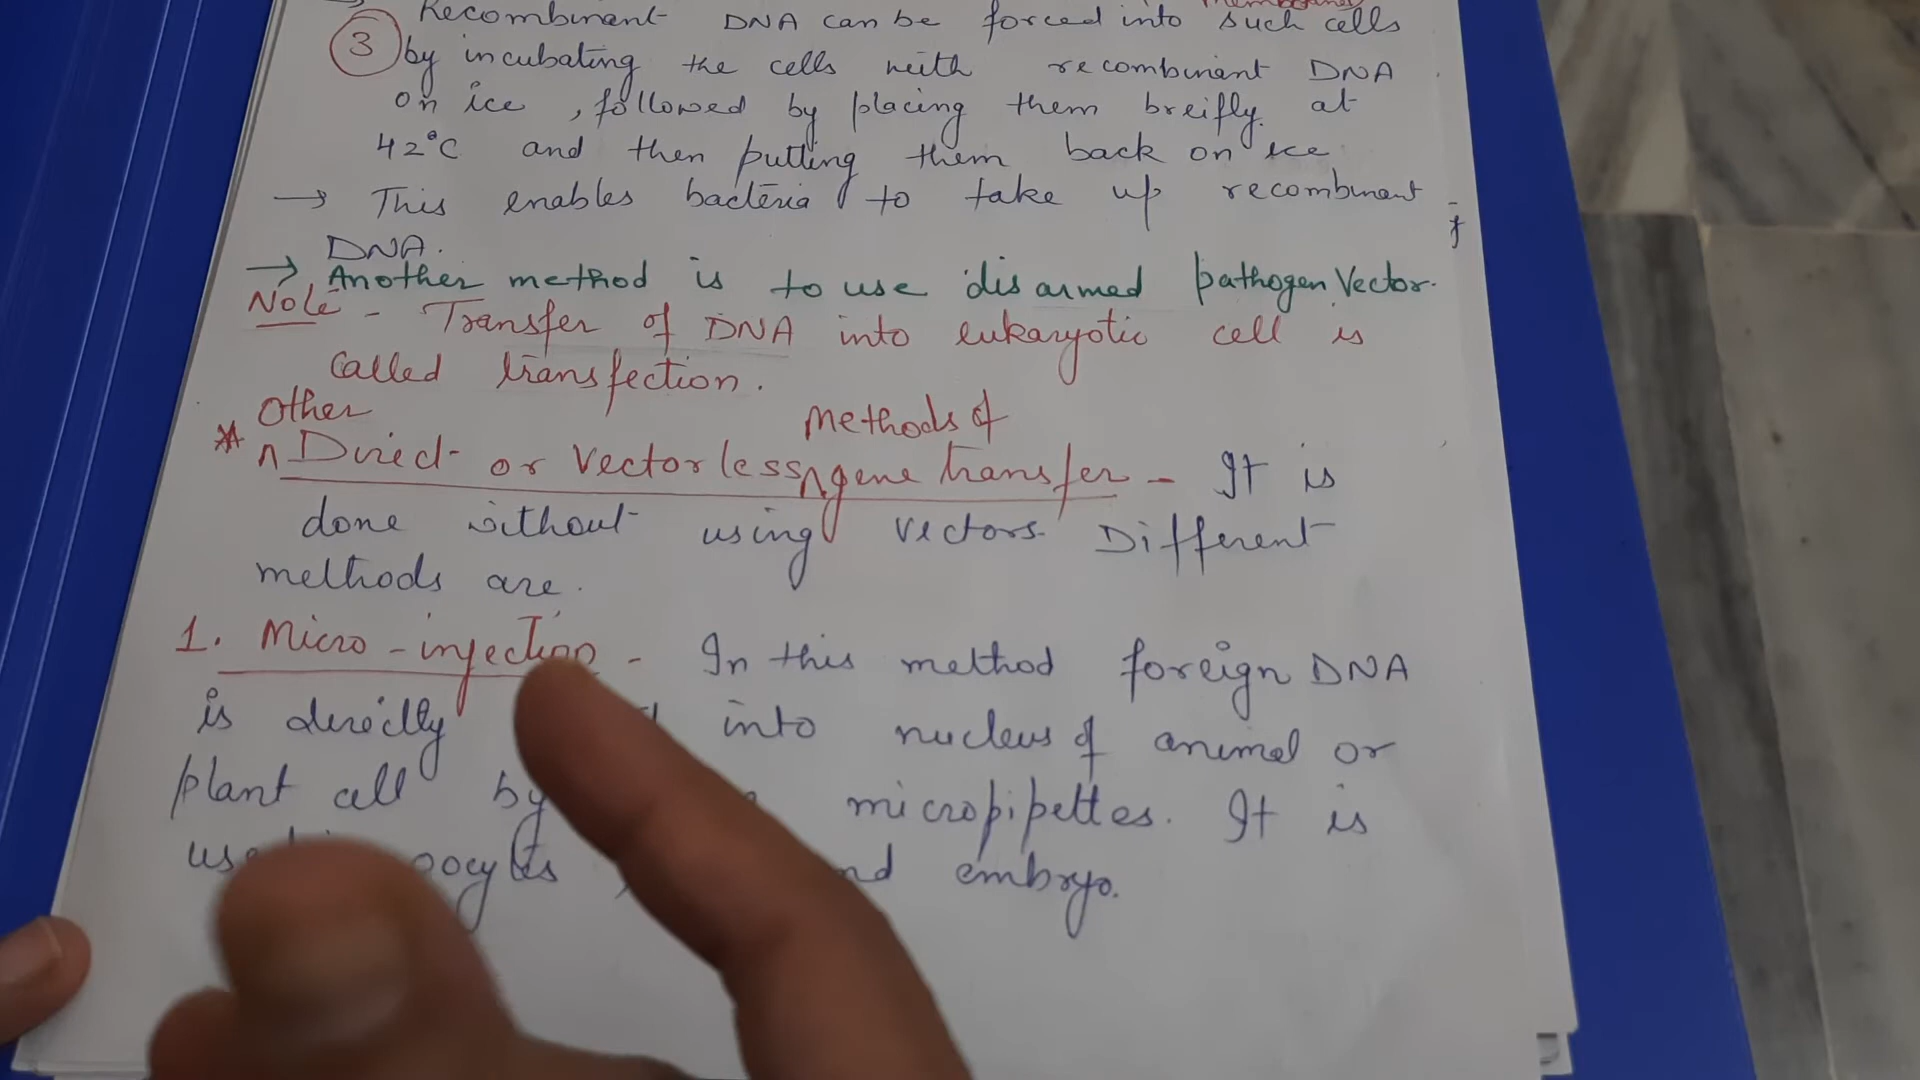 Recombinant DNA can be forced into such cells
3 by incubating the cells with recombinant DNA
on ice, followed by placing them breifly at
42°C and then putting them back on ice
→ This enables bacteria to take up recombinant
DNA.
→ Another method is to use disarmed pathogen Vector.
Note - Transfer of DNA into eukaryotic cell is
called transfection.
* Other Direct or vectorless methods of gene transfer - It is
done without using vectors. Different
methods are.
1. Micro-injection - In this method foreign DNA
is directly into nucleus of animal or
plant cell by micropipettes. It is
oocytes embryo.